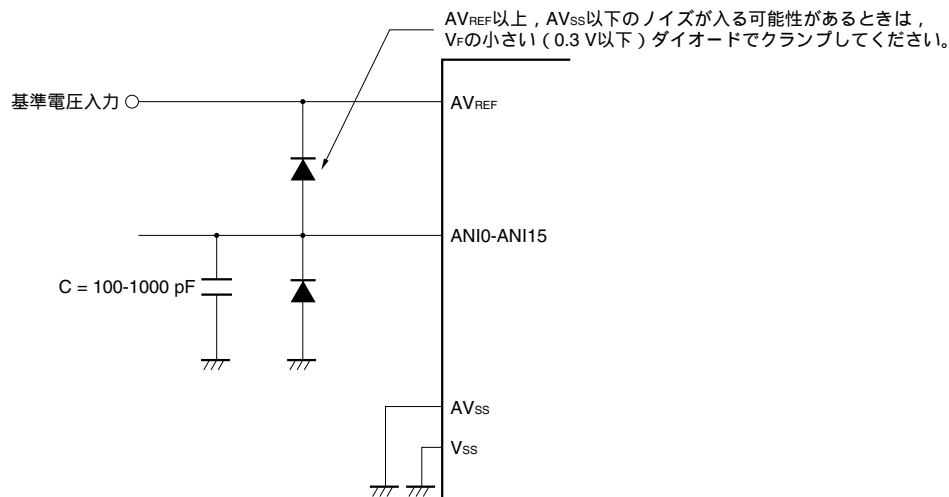 AVREF以上，AVSS以下のノイズが入る可能性があるときは，
VFの小さい（0.3 V以下）ダイオードでクランプしてください。
基準電圧入力
AVREF
ANI0-ANI15
C = 100-1000 pF
AVSS
VSS